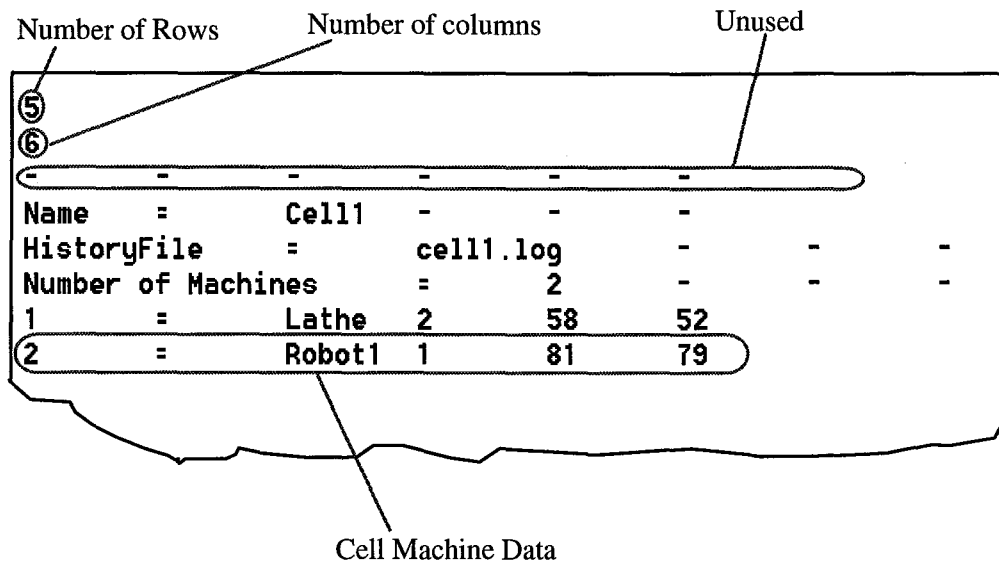 Number of Rows Number of columns Unused
5
6
- - - - - -
Name = Cell1 - - -
HistoryFile = cell1.log - - -
Number of Machines = 2 - - -
1 = Lathe 2 58 52
2 = Robot1 1 81 79
Cell Machine Data